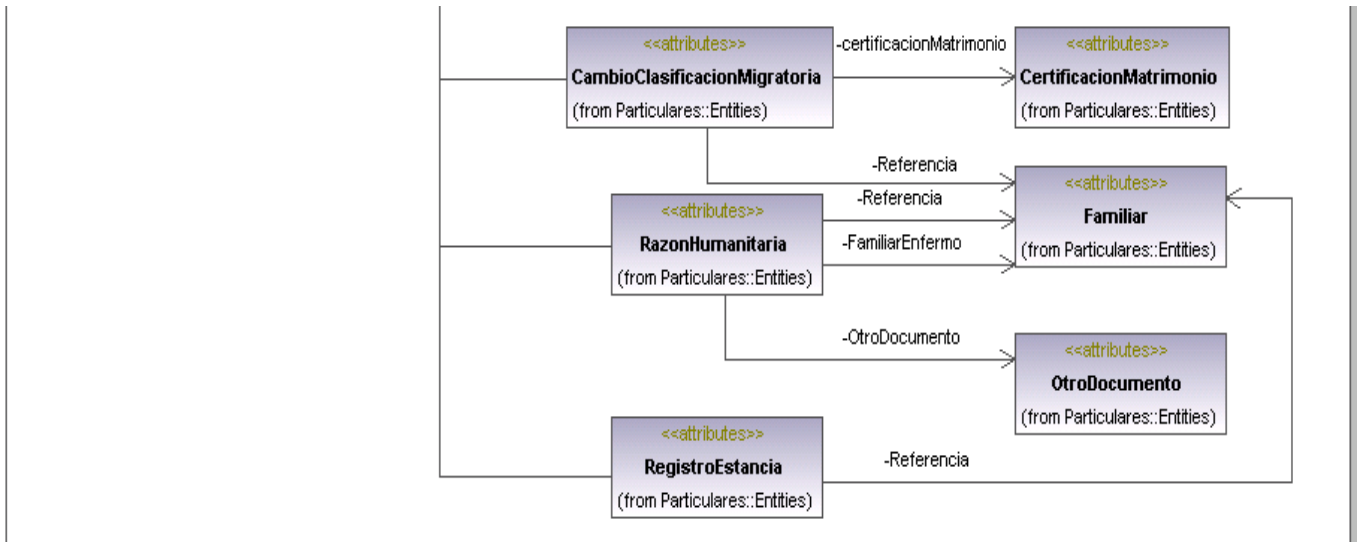 <<attributes>>
CambioClasificacionMigratoria
(from Particulares::Entities)
-certificacionMatrimonio
<<attributes>>
CertificacionMatrimonio
(from Particulares::Entities)
-Referencia
<<attributes>>
RazonHumanitaria
(from Particulares::Entities)
-Referencia
-FamiliarEnfermo
<<attributes>>
Familiar
(from Particulares::Entities)
-OtroDocumento
<<attributes>>
OtroDocumento
(from Particulares::Entities)
<<attributes>>
RegistroEstancia
(from Particulares::Entities)
-Referencia